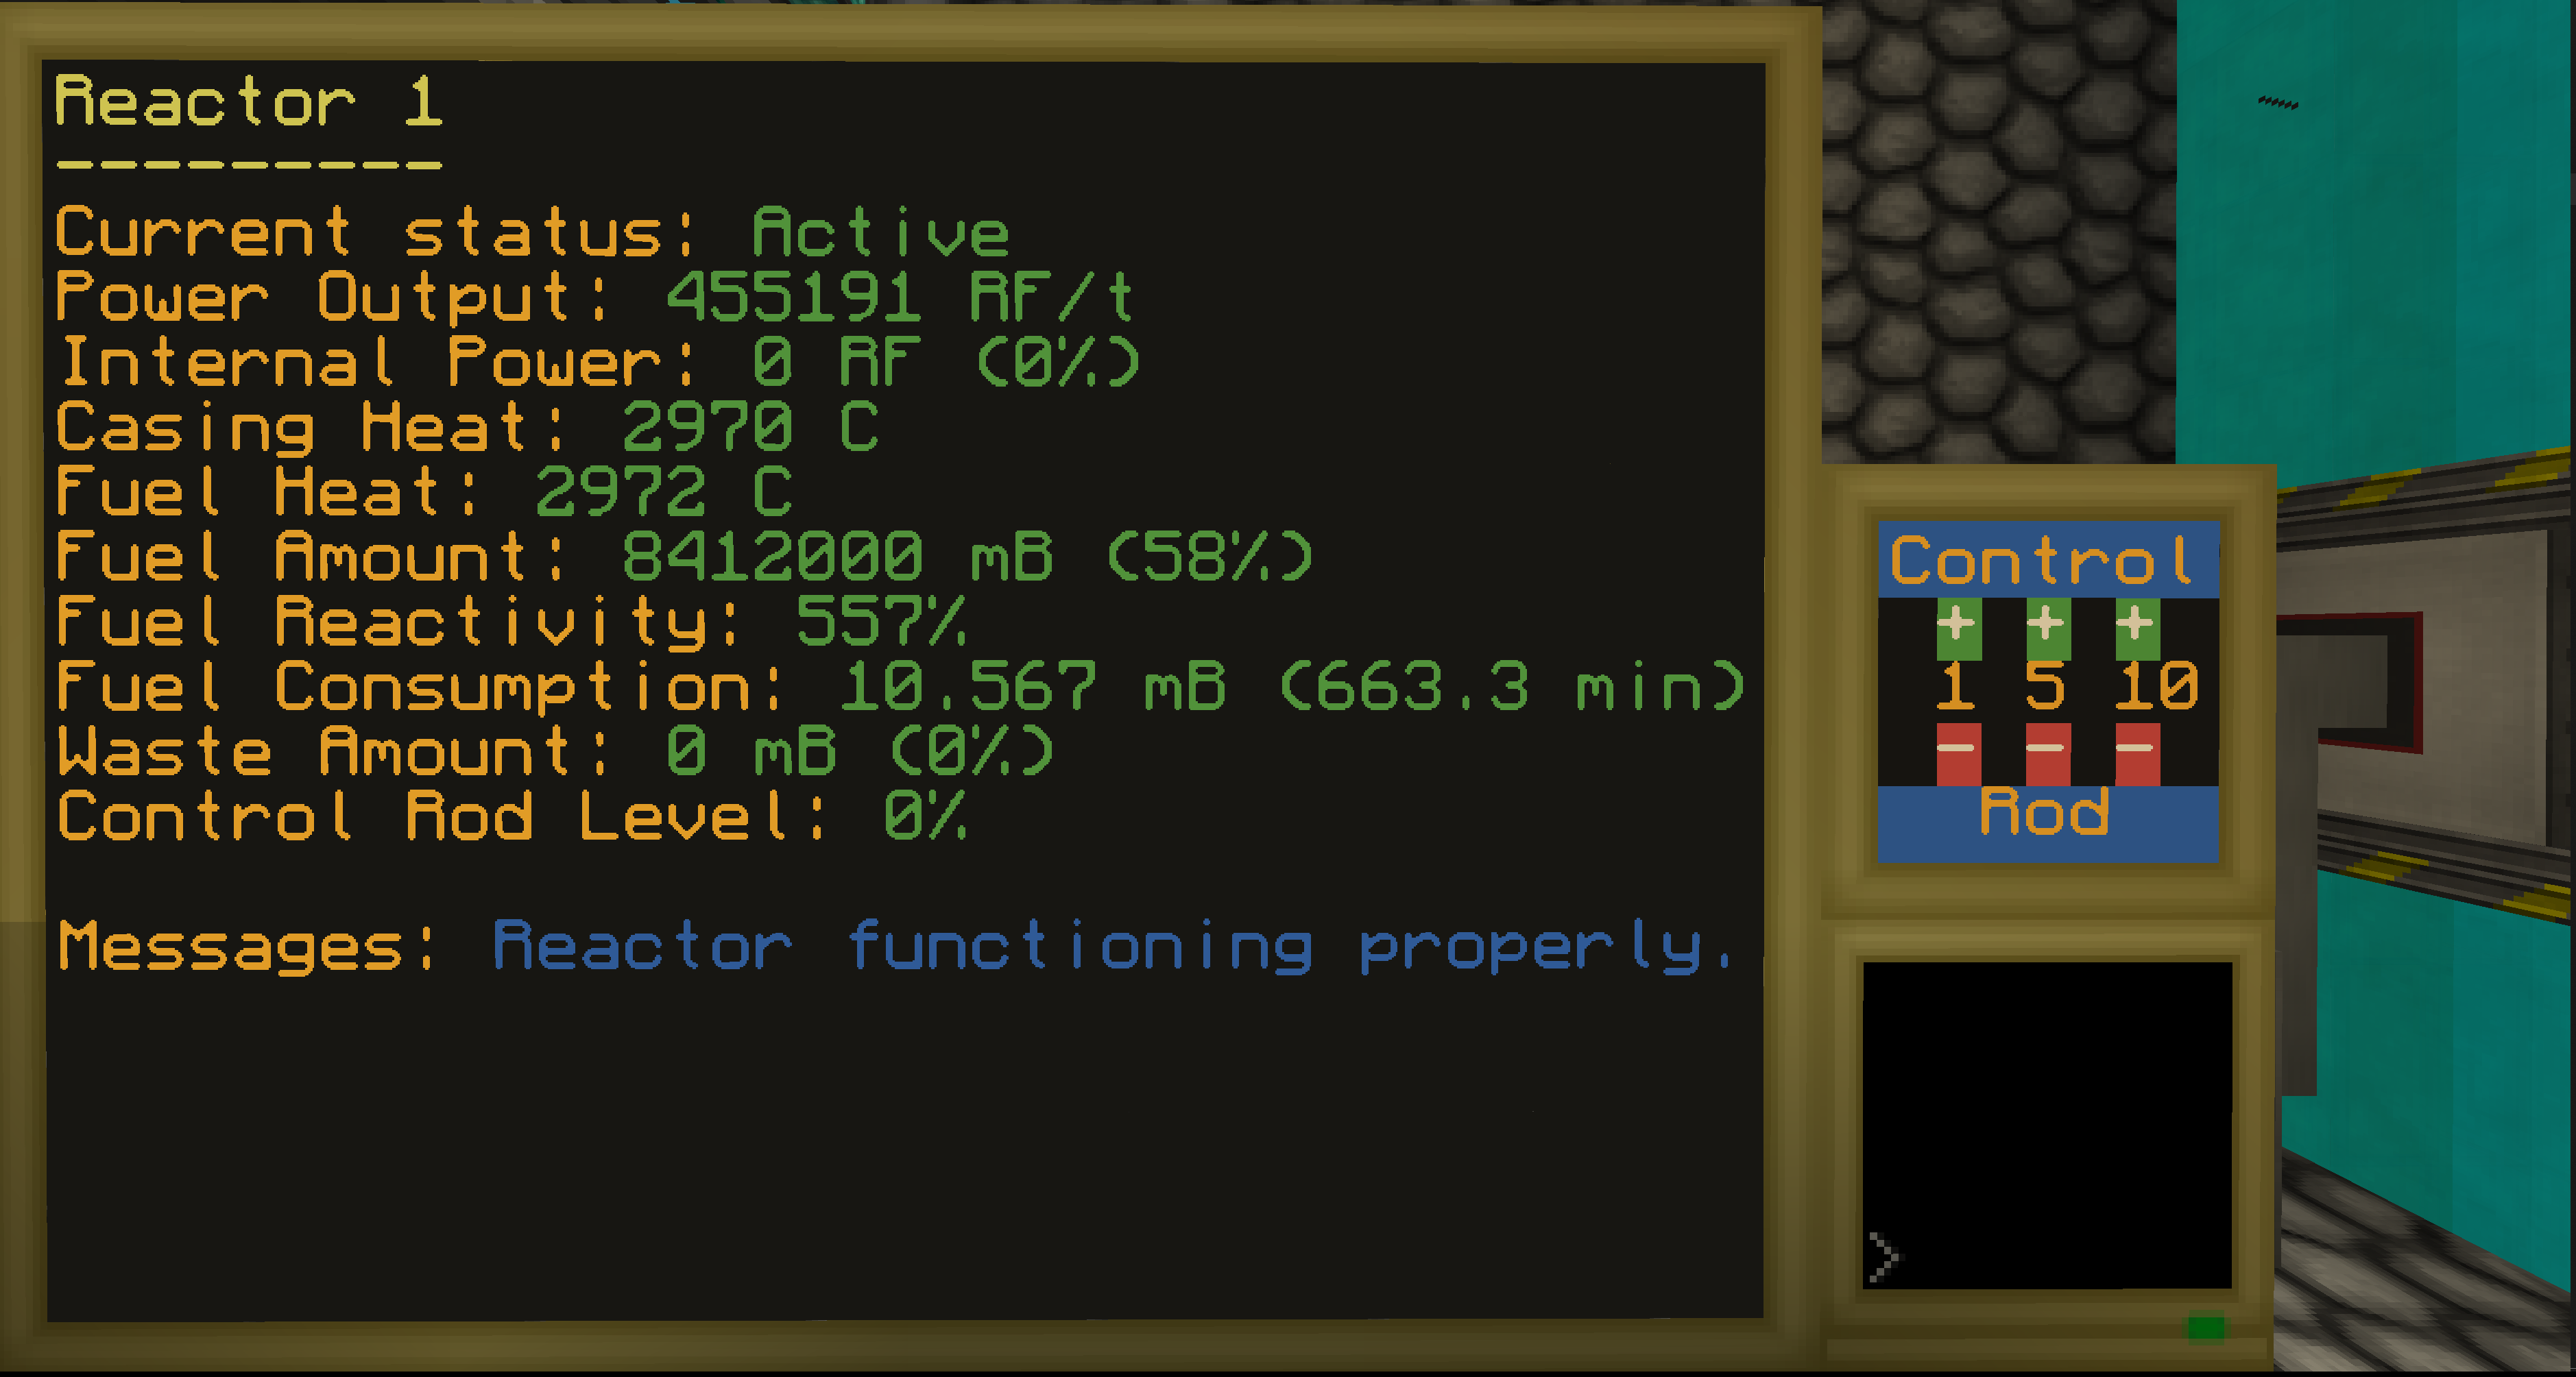 Reactor 1
---------
Current status: Active
Power Output: 455191 RF/t
Internal Power: 0 RF (0%)
Casing Heat: 2970 C
Fuel Heat: 2972 C
Fuel Amount: 8412000 mB (58%)
Fuel Reactivity: 557%
Fuel Consumption: 10.567 mB (663.3 min)
Waste Amount: 0 mB (0%)
Control Rod Level: 0%
Messages: Reactor functioning properly.
Control
+ + +
1 5 10
- - -
Rod
>